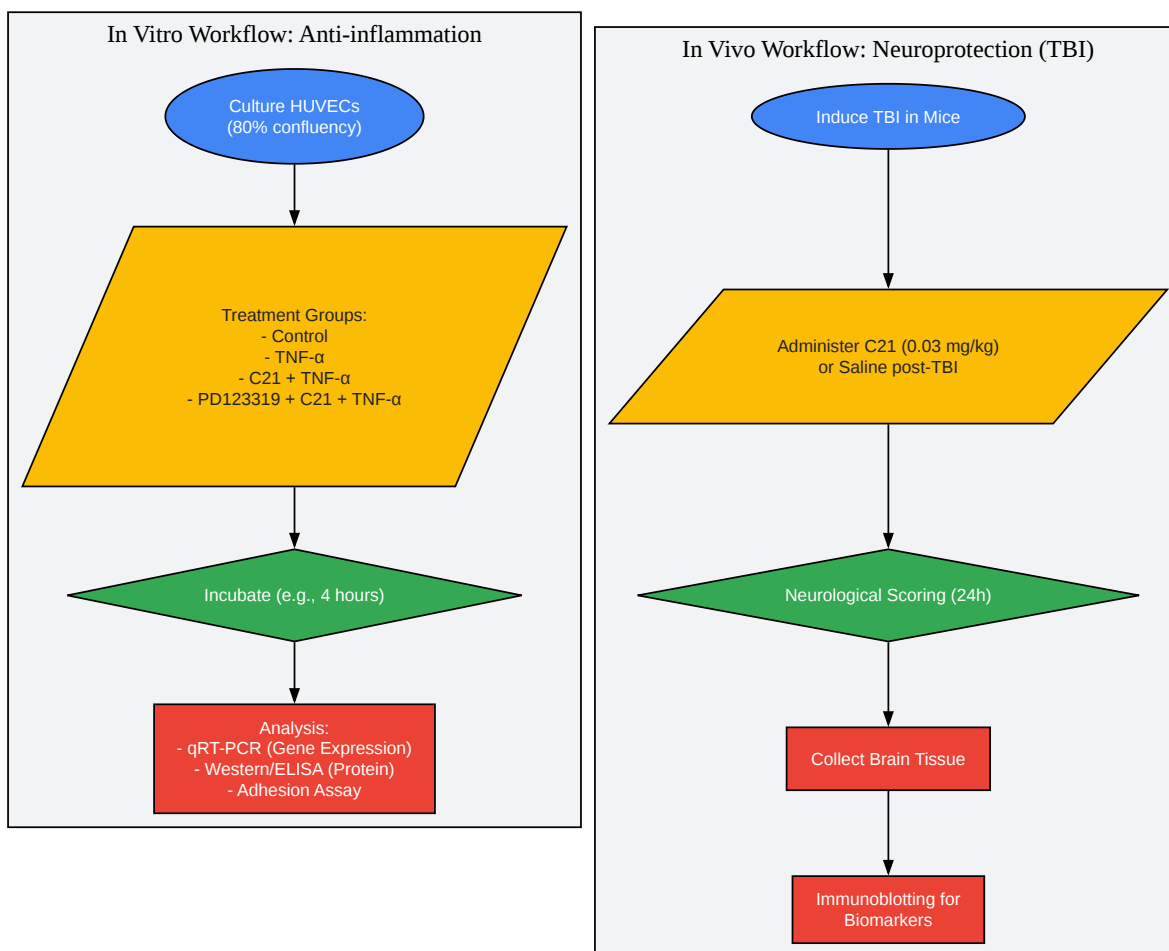 In Vitro Workflow: Anti-inflammation
Culture HUVECs
(80% confluency)
Treatment Groups:
- Control
- TNF-α
- C21 + TNF-α
- PD123319 + C21 + TNF-α
Incubate (e.g., 4 hours)
Analysis:
- qRT-PCR (Gene Expression)
- Western/ELISA (Protein)
- Adhesion Assay
In Vivo Workflow: Neuroprotection (TBI)
Induce TBI in Mice
Administer C21 (0.03 mg/kg)
or Saline post-TBI
Neurological Scoring (24h)
Collect Brain Tissue
Immunoblotting for
Biomarkers